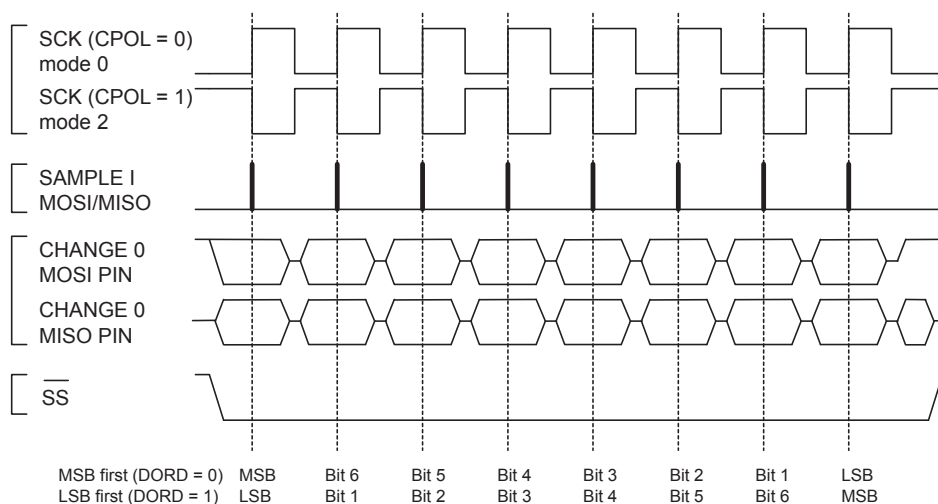 SCK (CPOL = 0)
mode 0
SCK (CPOL = 1)
mode 2
SAMPLE I
MOSI/MISO
CHANGE 0
MOSI PIN
CHANGE 0
MISO PIN
SS
MSB first (DORD = 0) MSB Bit 6 Bit 5 Bit 4 Bit 3 Bit 2 Bit 1 LSB
LSB first (DORD = 1) LSB Bit 1 Bit 2 Bit 3 Bit 4 Bit 5 Bit 6 MSB